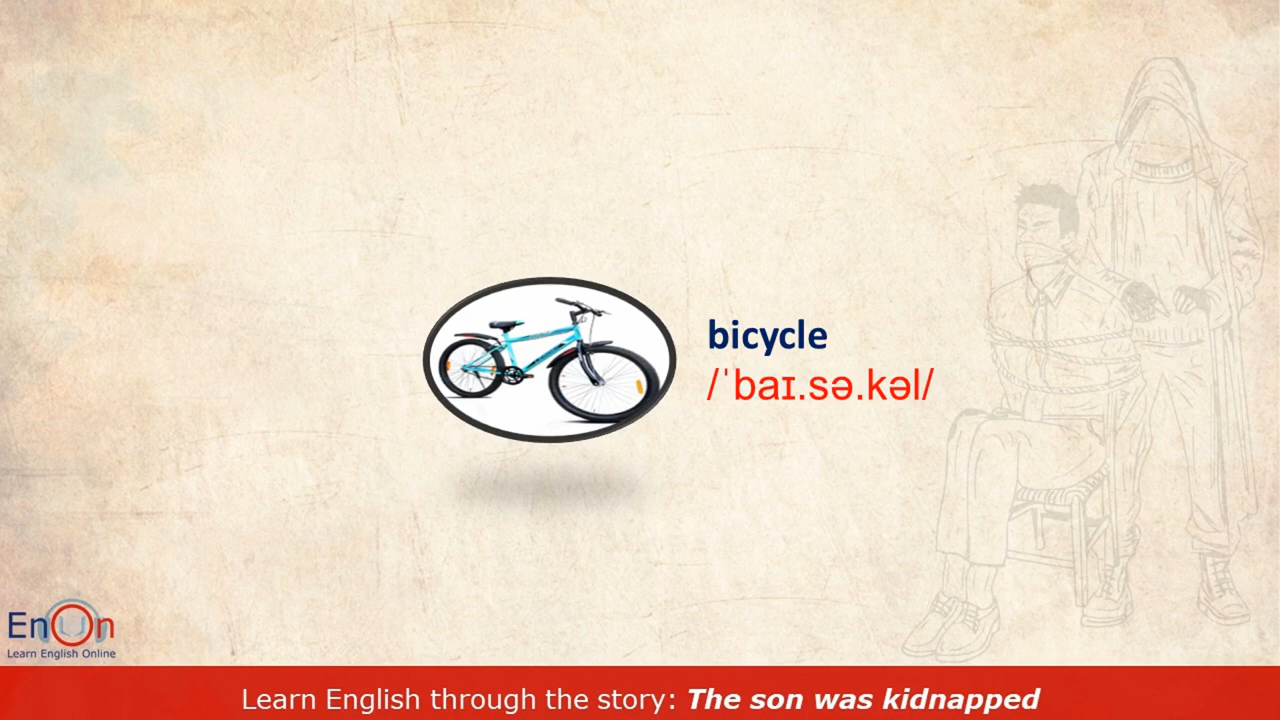 bicycle
/ˈbaɪ.sə.kəl/
EnOn
Learn English Online
Learn English through the story: The son was kidnapped